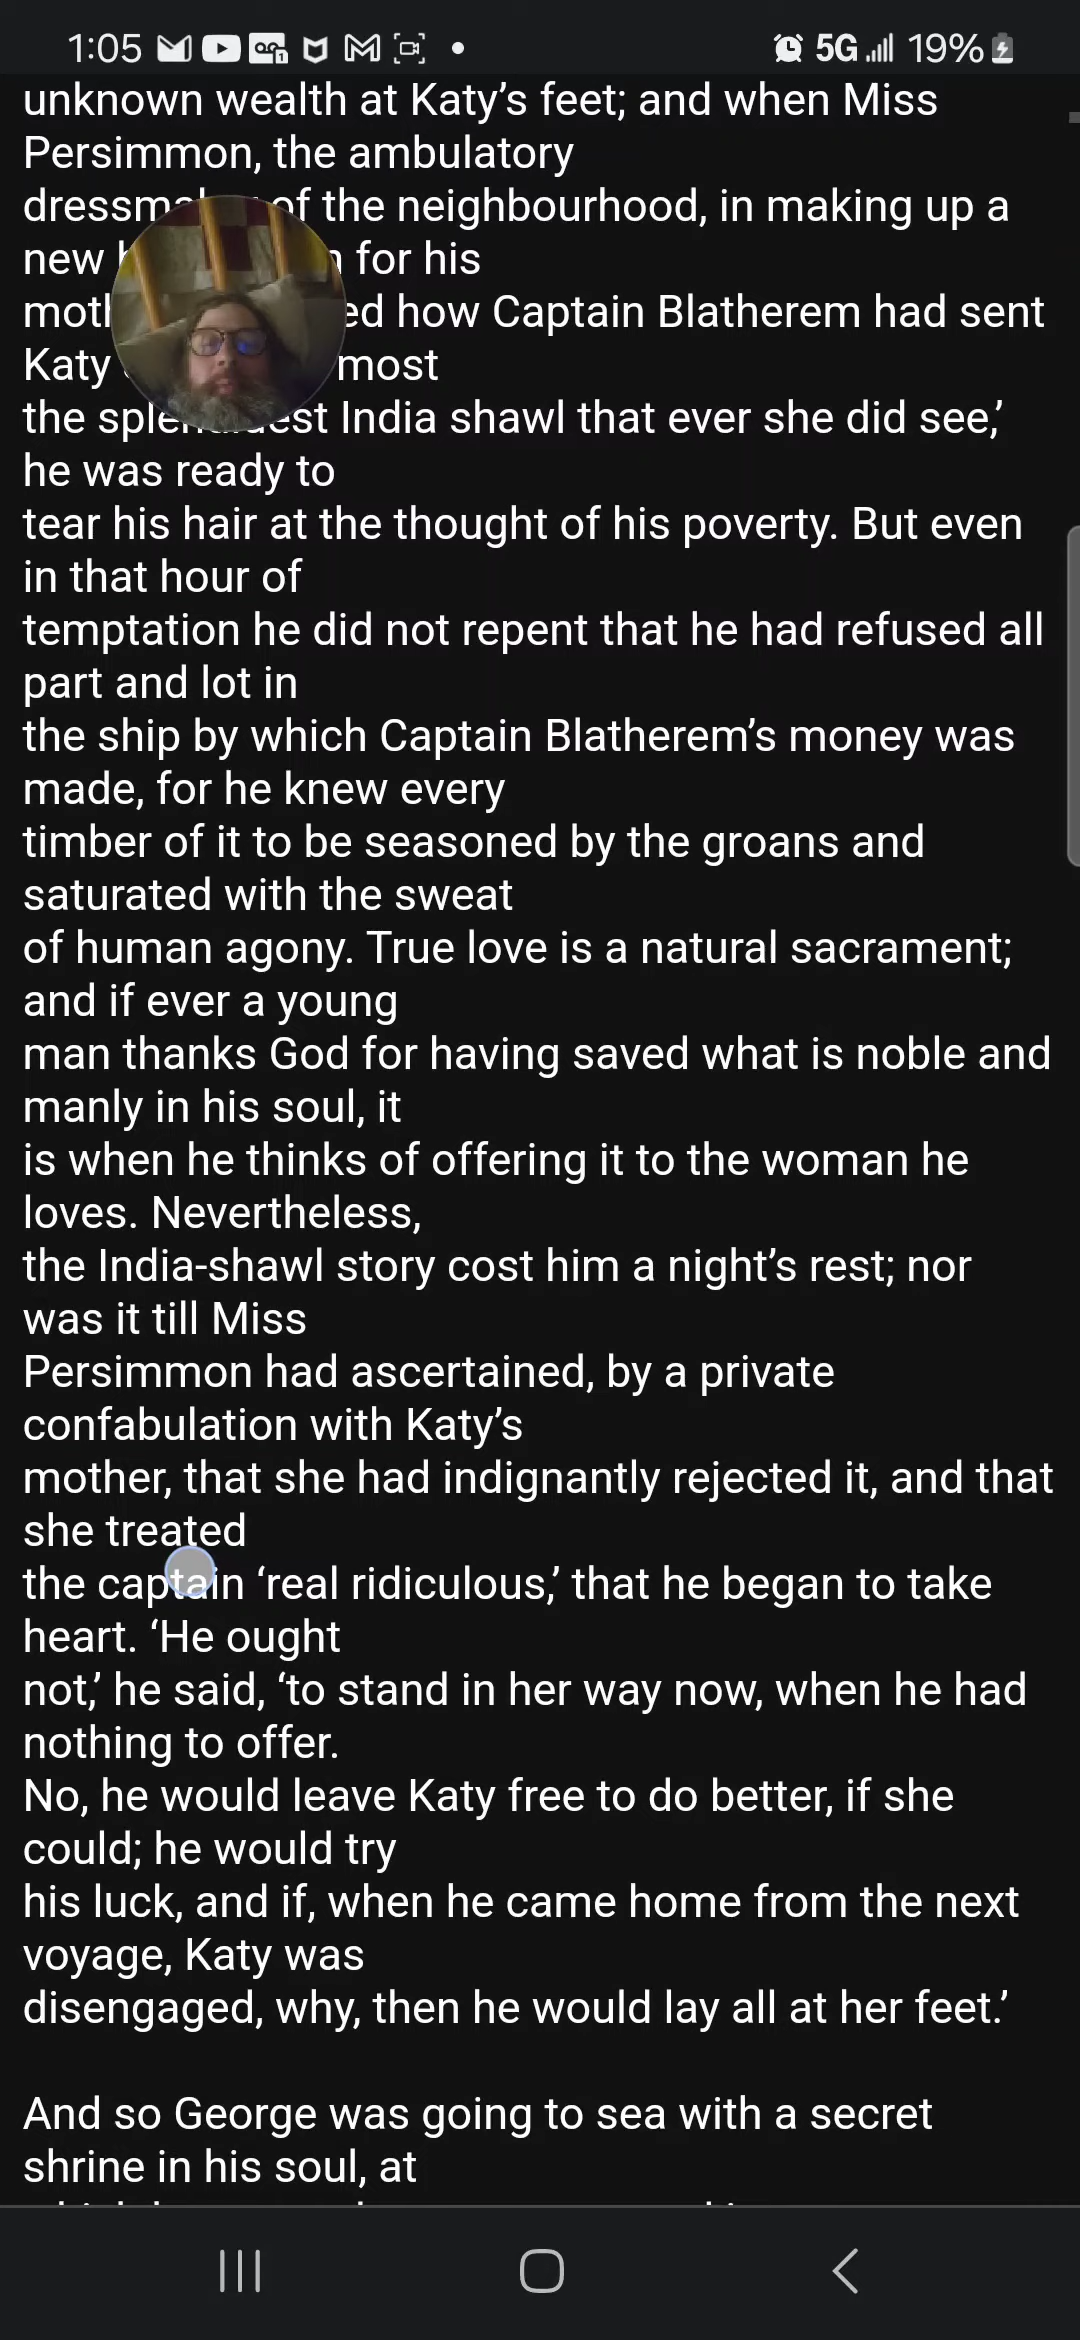 1:05 5G 19%
unknown wealth at Katy’s feet; and when Miss
Persimmon, the ambulatory
of the neighbourhood, in making up a
new for his
how Captain Blatherem had sent
Katy most
the India shawl that ever she did see,’
he was ready to
tear his hair at the thought of his poverty. But even
in that hour of
temptation he did not repent that he had refused all
part and lot in
the ship by which Captain Blatherem’s money was
made, for he knew every
timber of it to be seasoned by the groans and
saturated with the sweat
of human agony. True love is a natural sacrament;
and if ever a young
man thanks God for having saved what is noble and
manly in his soul, it
is when he thinks of offering it to the woman he
loves. Nevertheless,
the India-shawl story cost him a night’s rest; nor
was it till Miss
Persimmon had ascertained, by a private
confabulation with Katy’s
mother, that she had indignantly rejected it, and that
she treated
the captain ‘real ridiculous,’ that he began to take
heart. ‘He ought
not,’ he said, ‘to stand in her way now, when he had
nothing to offer.
No, he would leave Katy free to do better, if she
could; he would try
his luck, and if, when he came home from the next
voyage, Katy was
disengaged, why, then he would lay all at her feet.’
And so George was going to sea with a secret
shrine in his soul, at